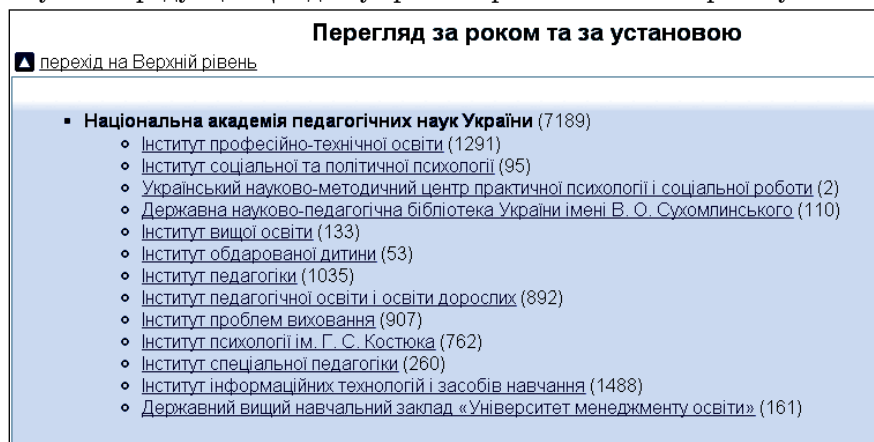 Перегляд за роком та за установою
перехід на Верхній рівень
Національна академія педагогічних наук України (7189)
Інститут професійно-технічної освіти (1291)
Інститут соціальної та політичної психології (95)
Український науково-методичний центр практичної психології і соціальної роботи (2)
Державна науково-педагогічна бібліотека України імені В. О. Сухомлинського (110)
Інститут вищої освіти (133)
Інститут обдарованої дитини (53)
Інститут педагогіки (1035)
Інститут педагогічної освіти і освіти дорослих (892)
Інститут проблем виховання (907)
Інститут психології ім. Г. С. Костюка (762)
Інститут спеціальної педагогіки (260)
Інститут інформаційних технологій і засобів навчання (1488)
Державний вищий навчальний заклад «Університет менеджменту освіти» (161)